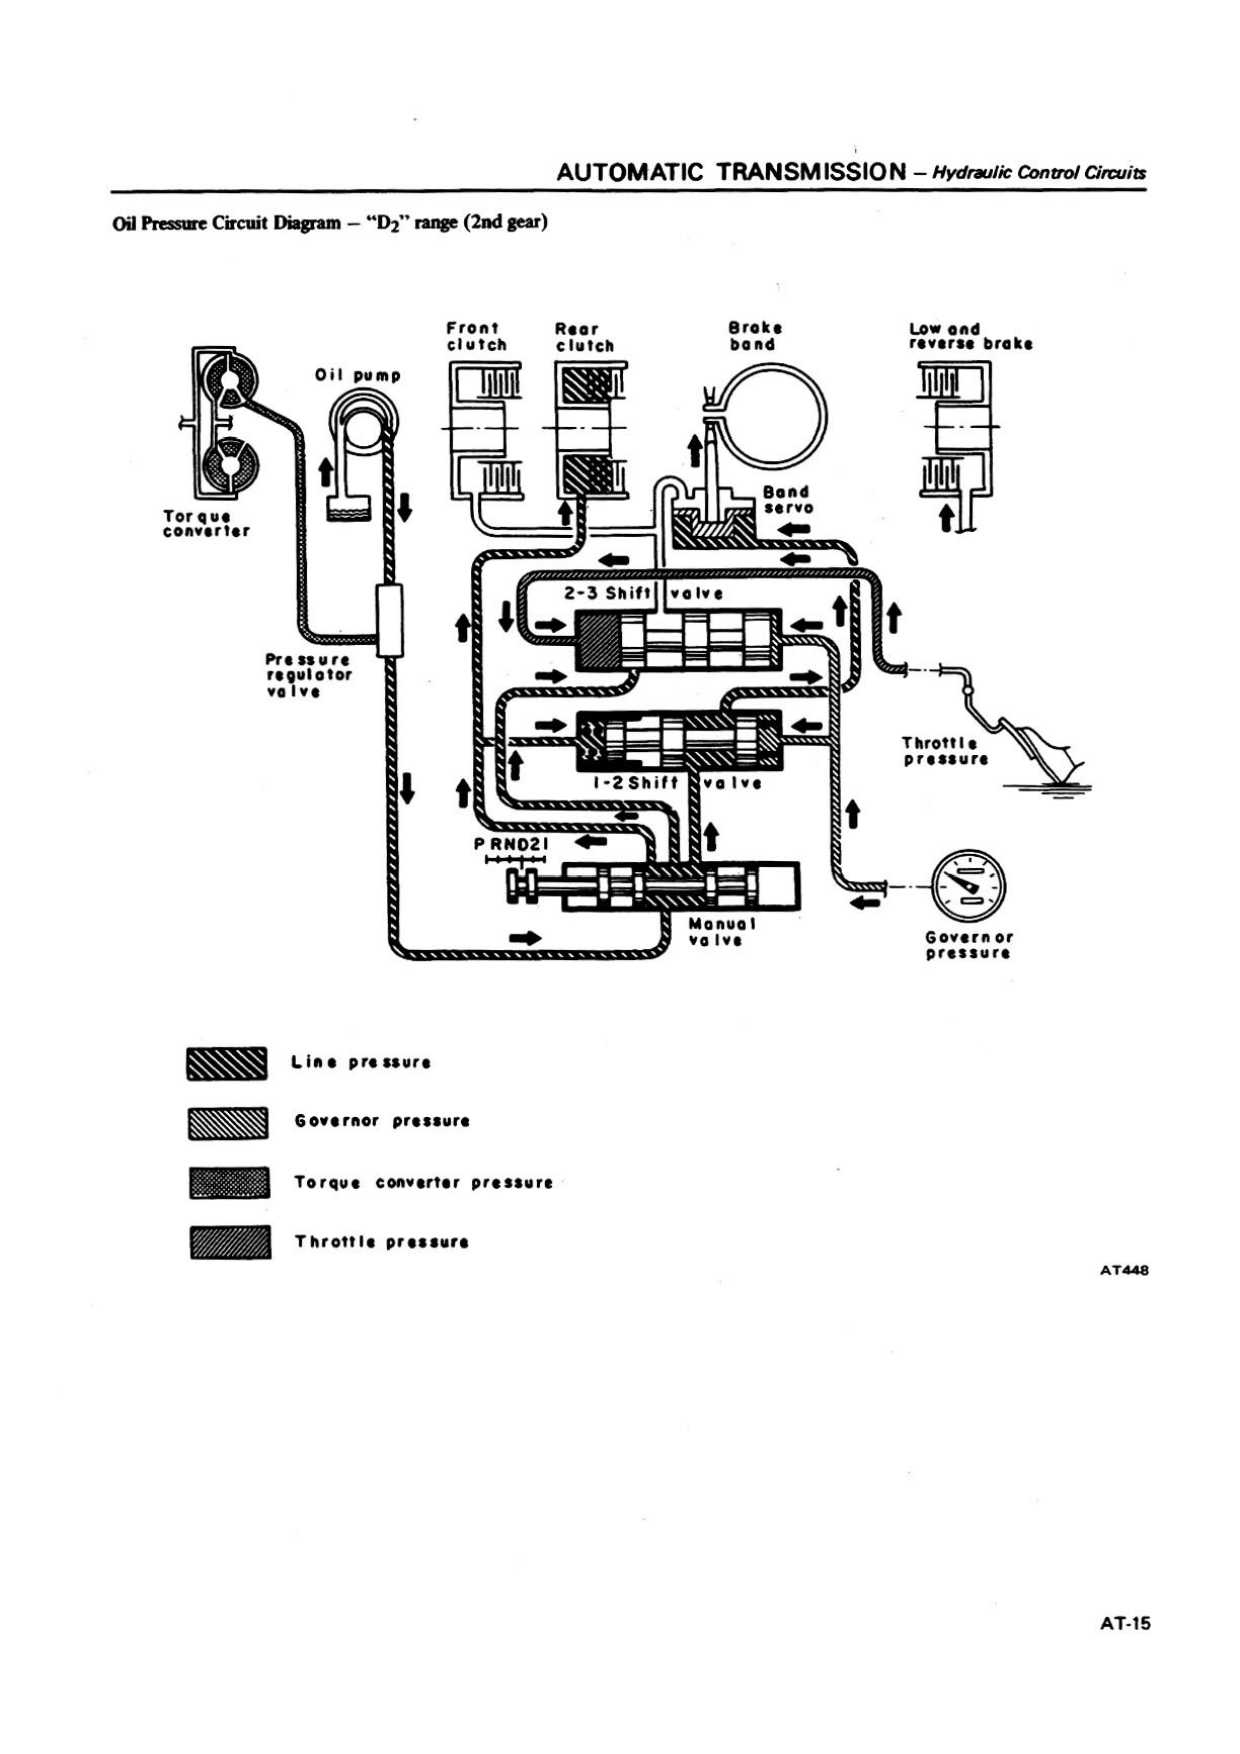 AUTOMATIC TRANSMISSION – Hydraulic Control Circuits
Oil Pressure Circuit Diagram – “D2” range (2nd gear)
Front
clutch
Rear
clutch
Brake
band
Low and
reverse brake
Oil pump
Torque
converter
Band
servo
2-3 Shift valve
Pressure
regulator
valve
Throttle
pressure
1-2 Shift valve
P R N D 2 1
Manual
valve
Governor
pressure
Line pressure
Governor pressure
Torque converter pressure
Throttle pressure
AT448
AT-15